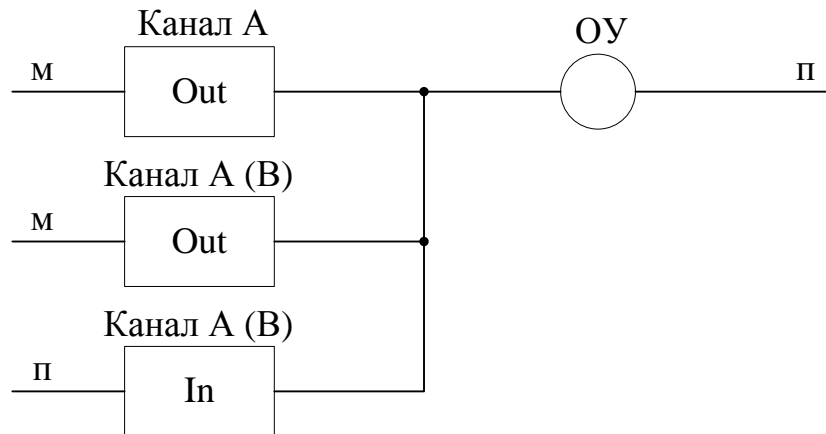 Канал А
ОУ
м
Out
п
Канал А (В)
м
Out
Канал А (В)
п
In